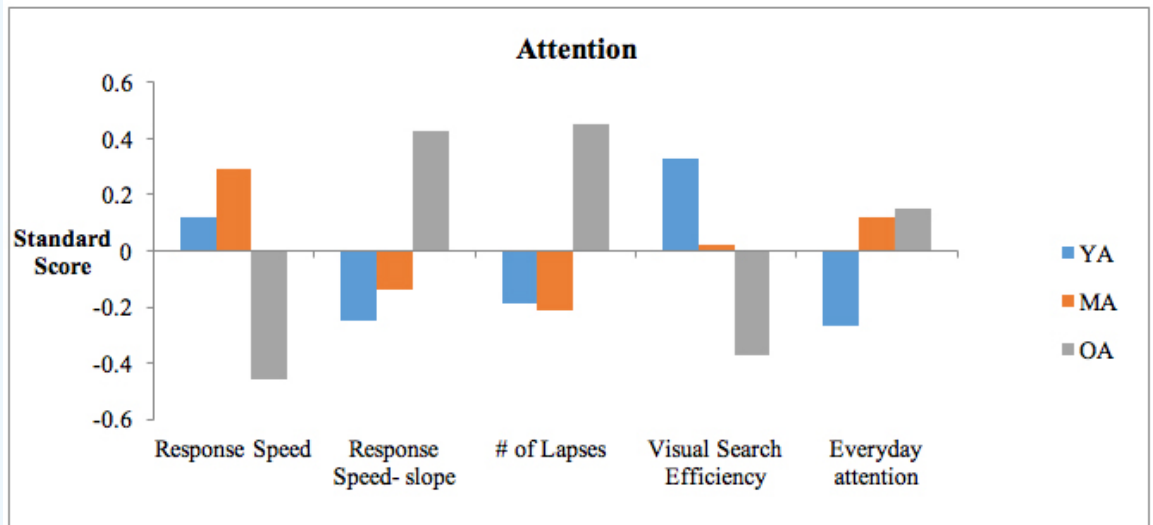 Attention
0.6
0.4
0.2
0
-0.2
-0.4
-0.6
Standard
Score
Response Speed
Response
Speed- slope
# of Lapses
Visual Search
Efficiency
Everyday
attention
YA
MA
OA